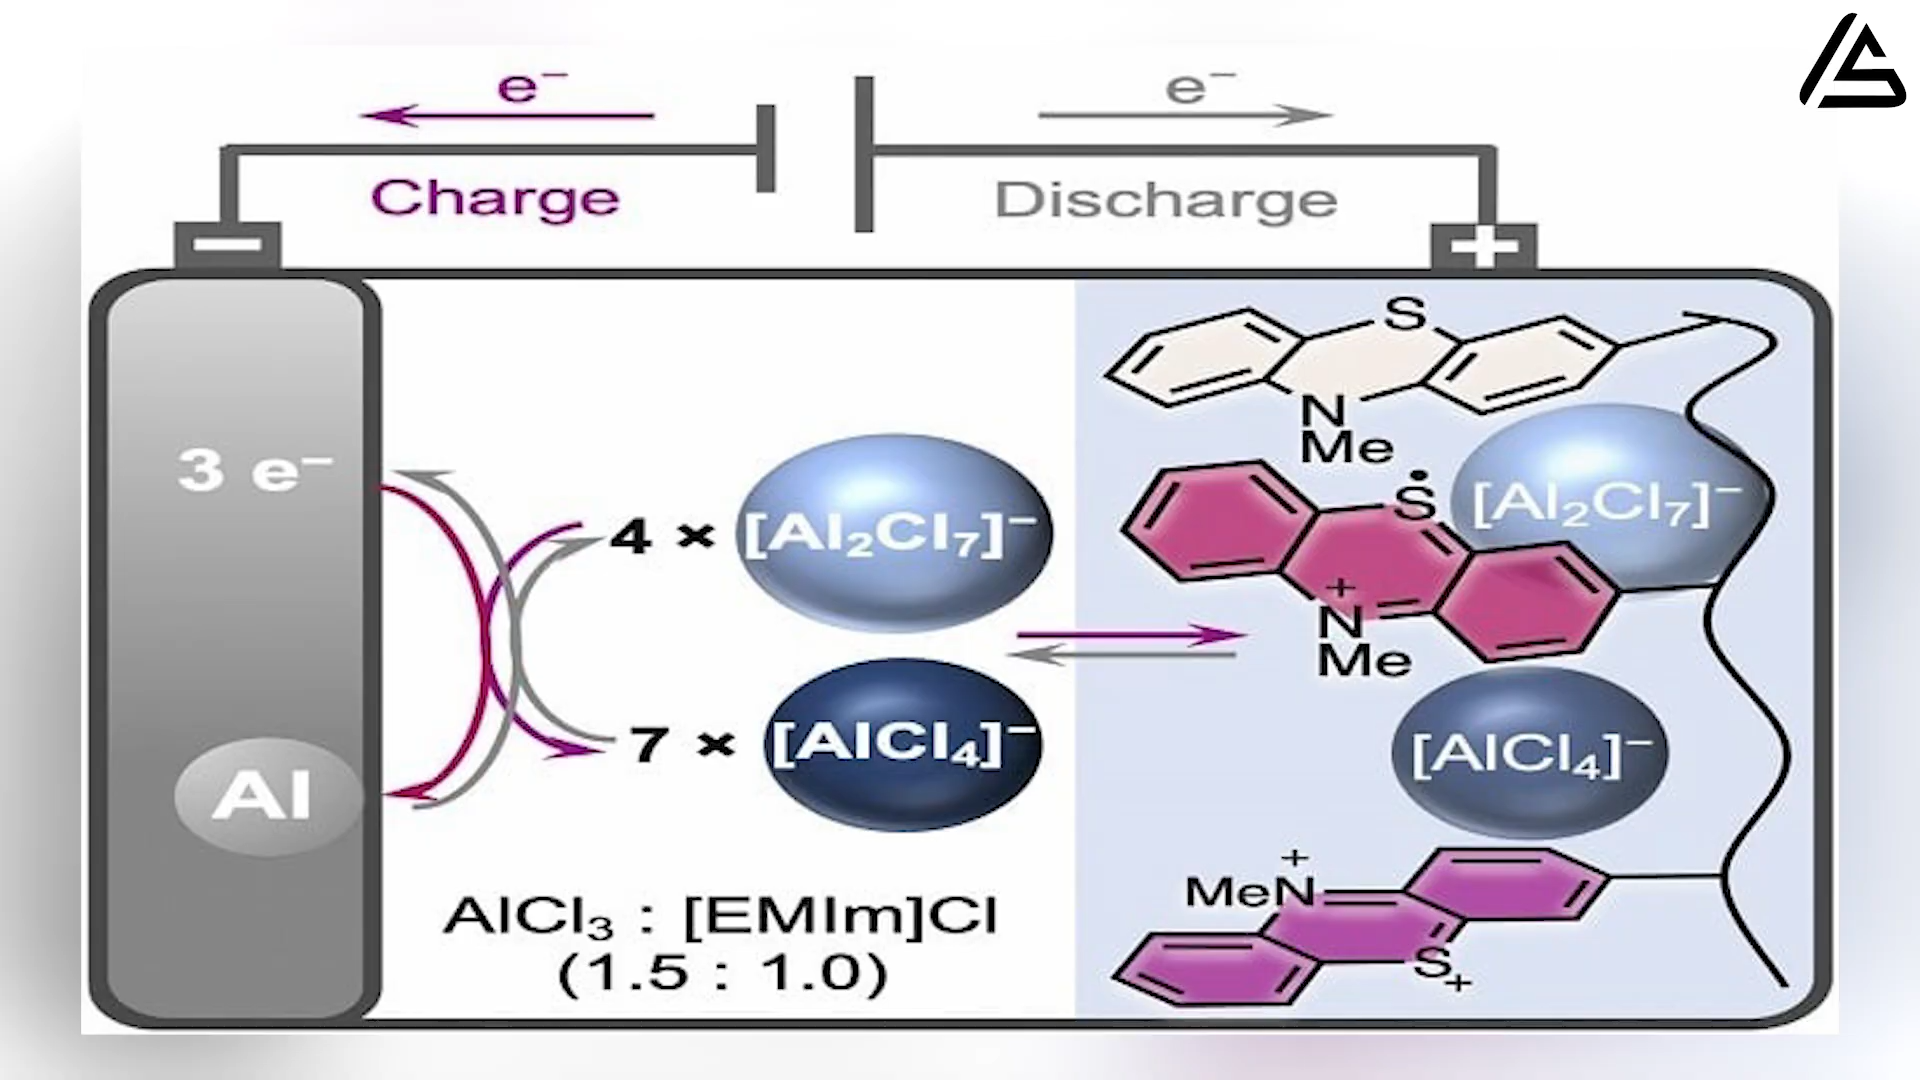 e⁻
e⁻
Charge
Discharge
−
+
S
N
Me
3 e⁻
4 × [Al₂Cl₇]⁻
[Al₂Cl₇]⁻
Ṡ
+
N
Me
7 × [AlCl₄]⁻
[AlCl₄]⁻
Al
+
MeN
S+
AlCl₃ : [EMIm]Cl
(1.5 : 1.0)